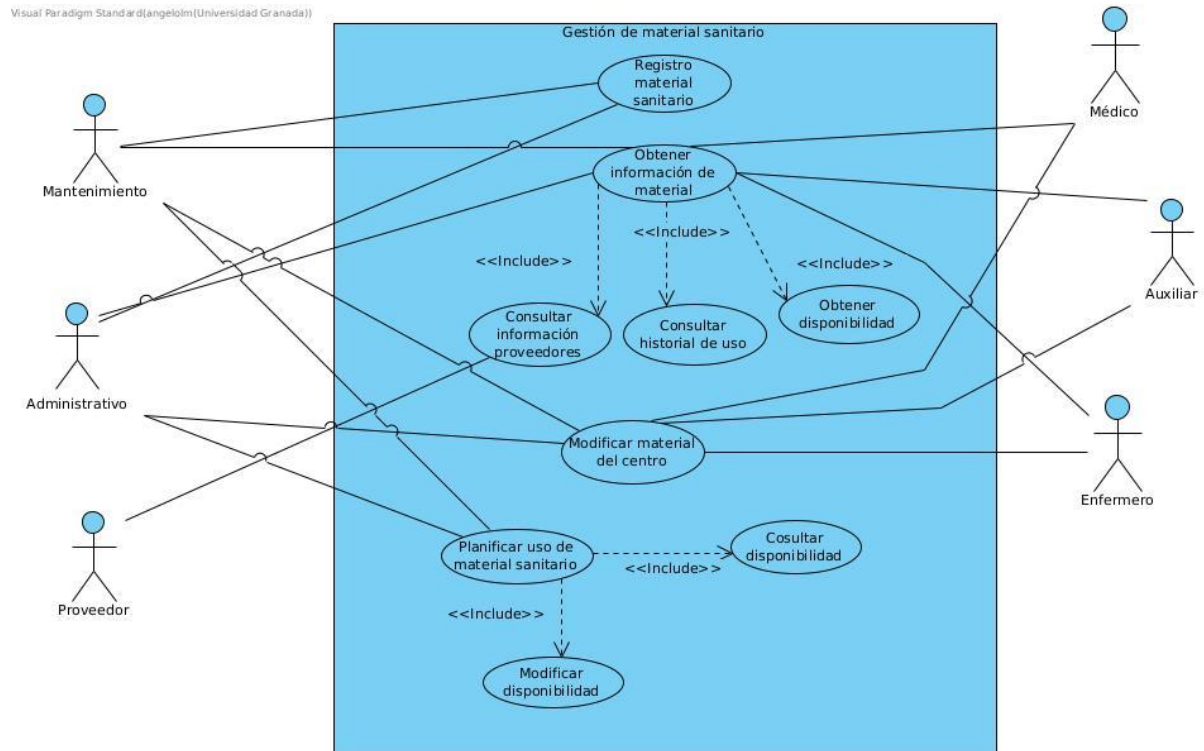 Visual Paradigm Standard(angelolm(Universidad Granada))
Gestión de material sanitario
Registro
material
sanitario
Médico
Mantenimiento
Obtener
información de
material
<<Include>>
<<Include>>
<<Include>>
Auxiliar
Consultar
información
proveedores
Consultar
historial de uso
Obtener
disponibilidad
Administrativo
Modificar material
del centro
Enfermero
Proveedor
Planificar uso de
material sanitario
<<Include>>
Cosultar
disponibilidad
<<Include>>
Modificar
disponibilidad